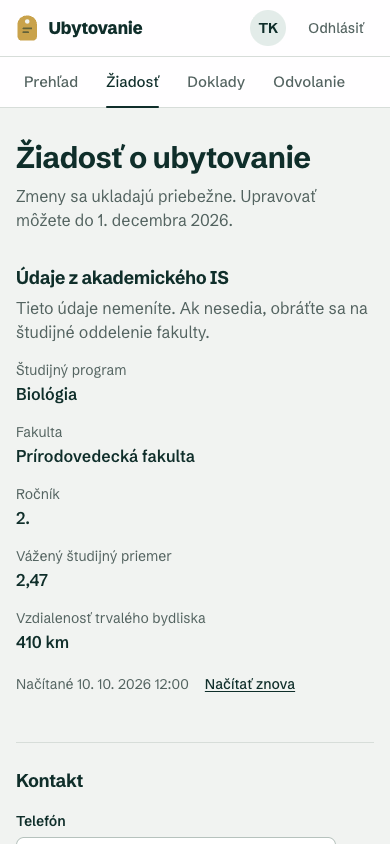 Ubytovanie
TK
Odhlásiť
Prehľad
Žiadosť
Doklady
Odvolanie
Žiadosť o ubytovanie
Zmeny sa ukladajú priebežne. Upravovať
môžete do 1. decembra 2026.
Údaje z akademického IS
Tieto údaje nemeníte. Ak nesedia, obráťte sa na
študijné oddelenie fakulty.
Študijný program
Biológia
Fakulta
Prírodovedecká fakulta
Ročník
2.
Vážený študijný priemer
2,47
Vzdialenosť trvalého bydliska
410 km
Načítané 10. 10. 2026 12:00
Načítať znova
Kontakt
Telefón